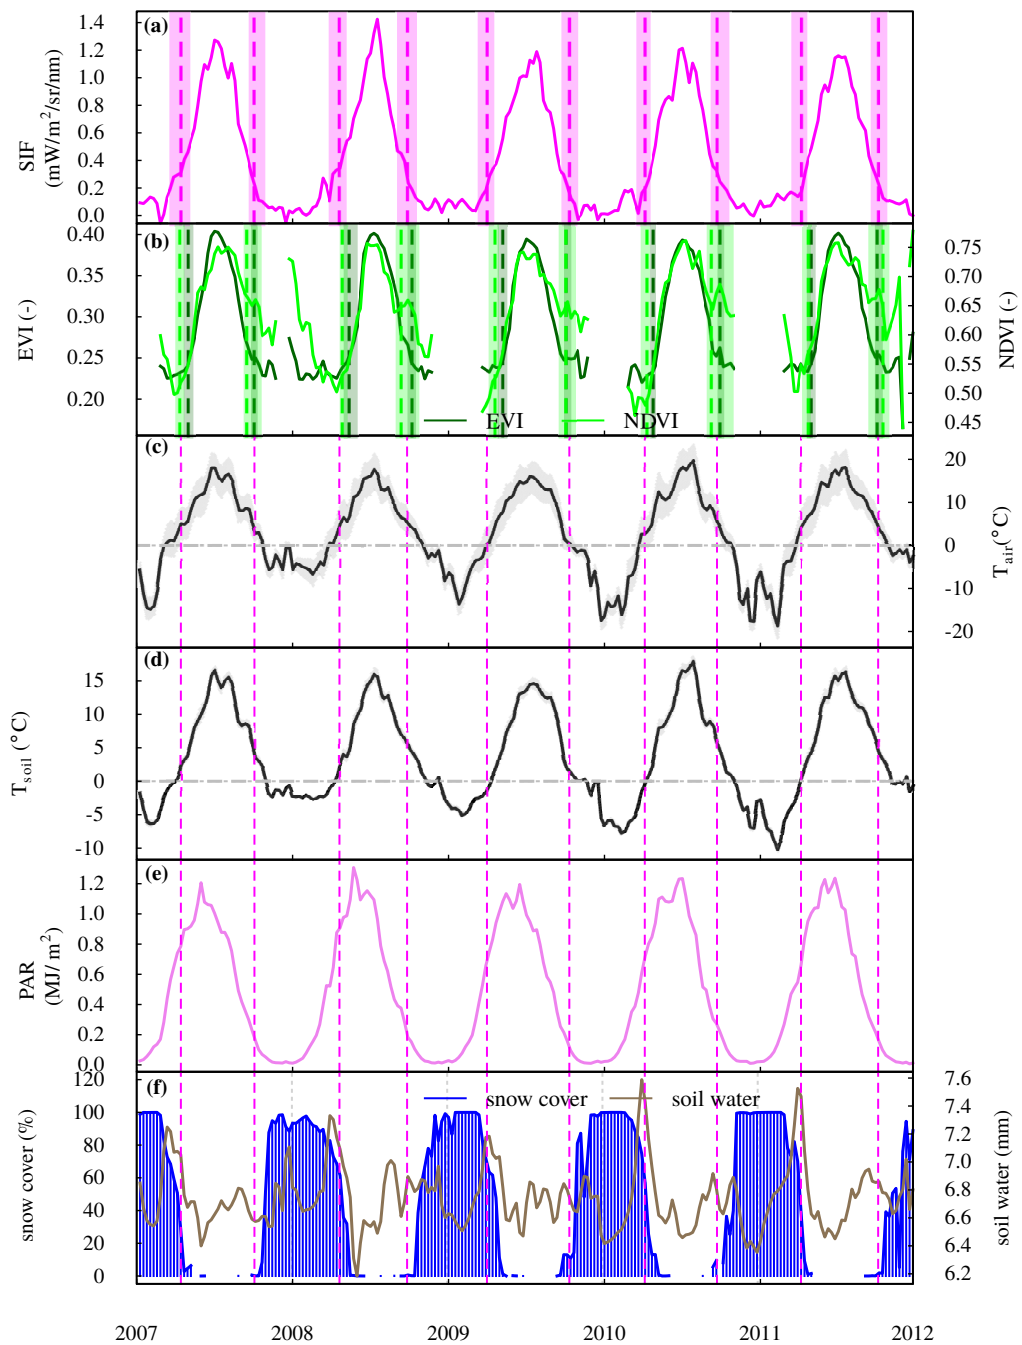 (a)
1.4
1.2
1.0
0.8
0.6
0.4
0.2
0.0
SIF
(mW/m²/sr/nm)
(b)
0.40
0.35
0.30
0.25
0.20
EVI (-)
0.75
0.70
0.65
0.60
0.55
0.50
0.45
NDVI (-)
EVI NDVI
(c)
20
10
0
-10
-20
Tair(°C)
(d)
15
10
5
0
-5
-10
Tsoil (°C)
(e)
1.2
1.0
0.8
0.6
0.4
0.2
0.0
PAR
(MJ/ m²)
(f)
120
100
80
60
40
20
0
snow cover (%)
snow cover soil water
7.6
7.4
7.2
7.0
6.8
6.6
6.4
6.2
soil water (mm)
2007 2008 2009 2010 2011 2012